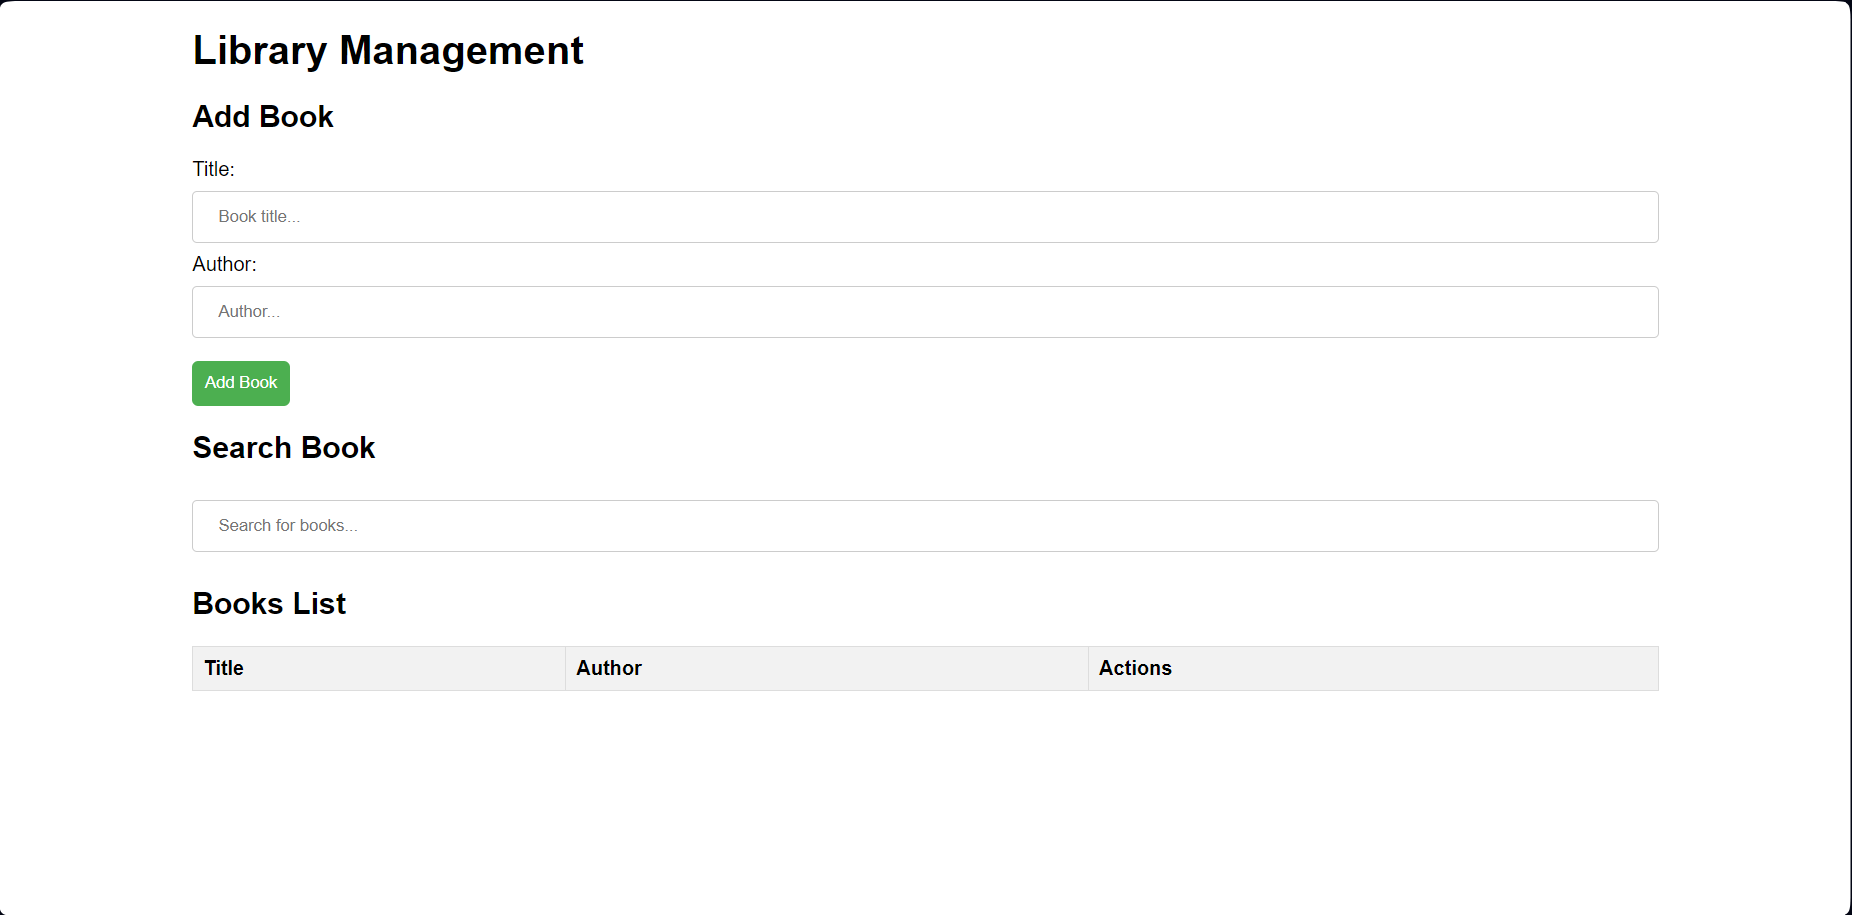 Library Management
Add Book
Title:
Book title...
Author:
Author...
Add Book
Search Book
Search for books...
Books List
Title Author Actions